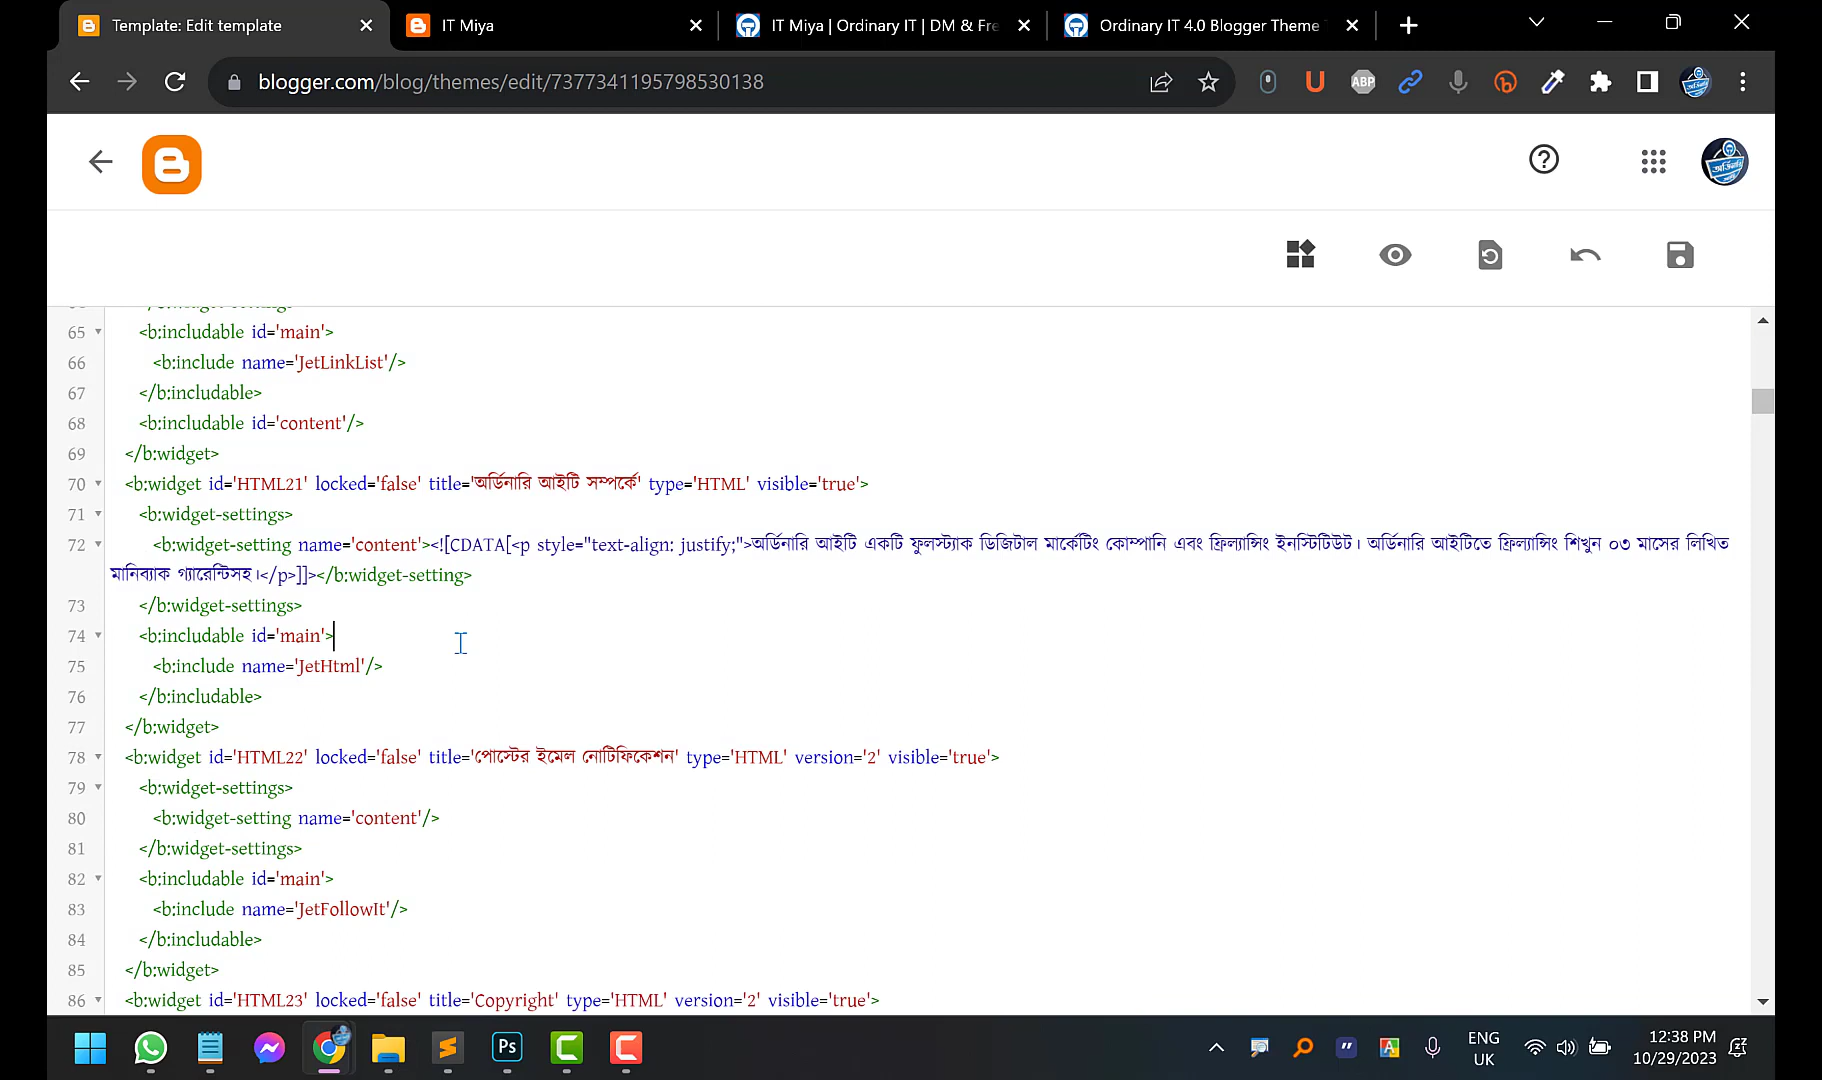 Template: Edit template
IT Miya
IT Miya | Ordinary IT | DM & Fre
Ordinary IT 4.0 Blogger Theme
blogger.com/blog/themes/edit/7377341195798530138
U
ABP
65 <b:includable id='main'>
66 <b:include name='JetLinkList'/>
67 </b:includable>
68 <b:includable id='content'/>
69 </b:widget>
70 <b:widget id='HTML21' locked='false' title='অর্ডিনারি আইটি সম্পর্কে' type='HTML' visible='true'>
71 <b:widget-settings>
72 <b:widget-setting name='content'><![CDATA[<p style="text-align: justify;">অর্ডিনারি আইটি একটি ফুলস্ট্যাক ডিজিটাল মার্কেটিং কোম্পানি এবং ফ্রিল্যান্সিং ইনস্টিটিউট। অর্ডিনারি আইটিতে ফ্রিল্যান্সিং শিখুন ০৩ মাসের লিখিত
মানিব্যাক গ্যারেন্টিসহ।</p>]]></b:widget-setting>
73 </b:widget-settings>
74 <b:includable id='main'>
75 <b:include name='JetHtml'/>
76 </b:includable>
77 </b:widget>
78 <b:widget id='HTML22' locked='false' title='পোস্টের ইমেল নোটিফিকেশন' type='HTML' version='2' visible='true'>
79 <b:widget-settings>
80 <b:widget-setting name='content'/>
81 </b:widget-settings>
82 <b:includable id='main'>
83 <b:include name='JetFollowIt'/>
84 </b:includable>
85 </b:widget>
86 <b:widget id='HTML23' locked='false' title='Copyright' type='HTML' version='2' visible='true'>
Ps
A
ENG
UK
12:38 PM
10/29/2023